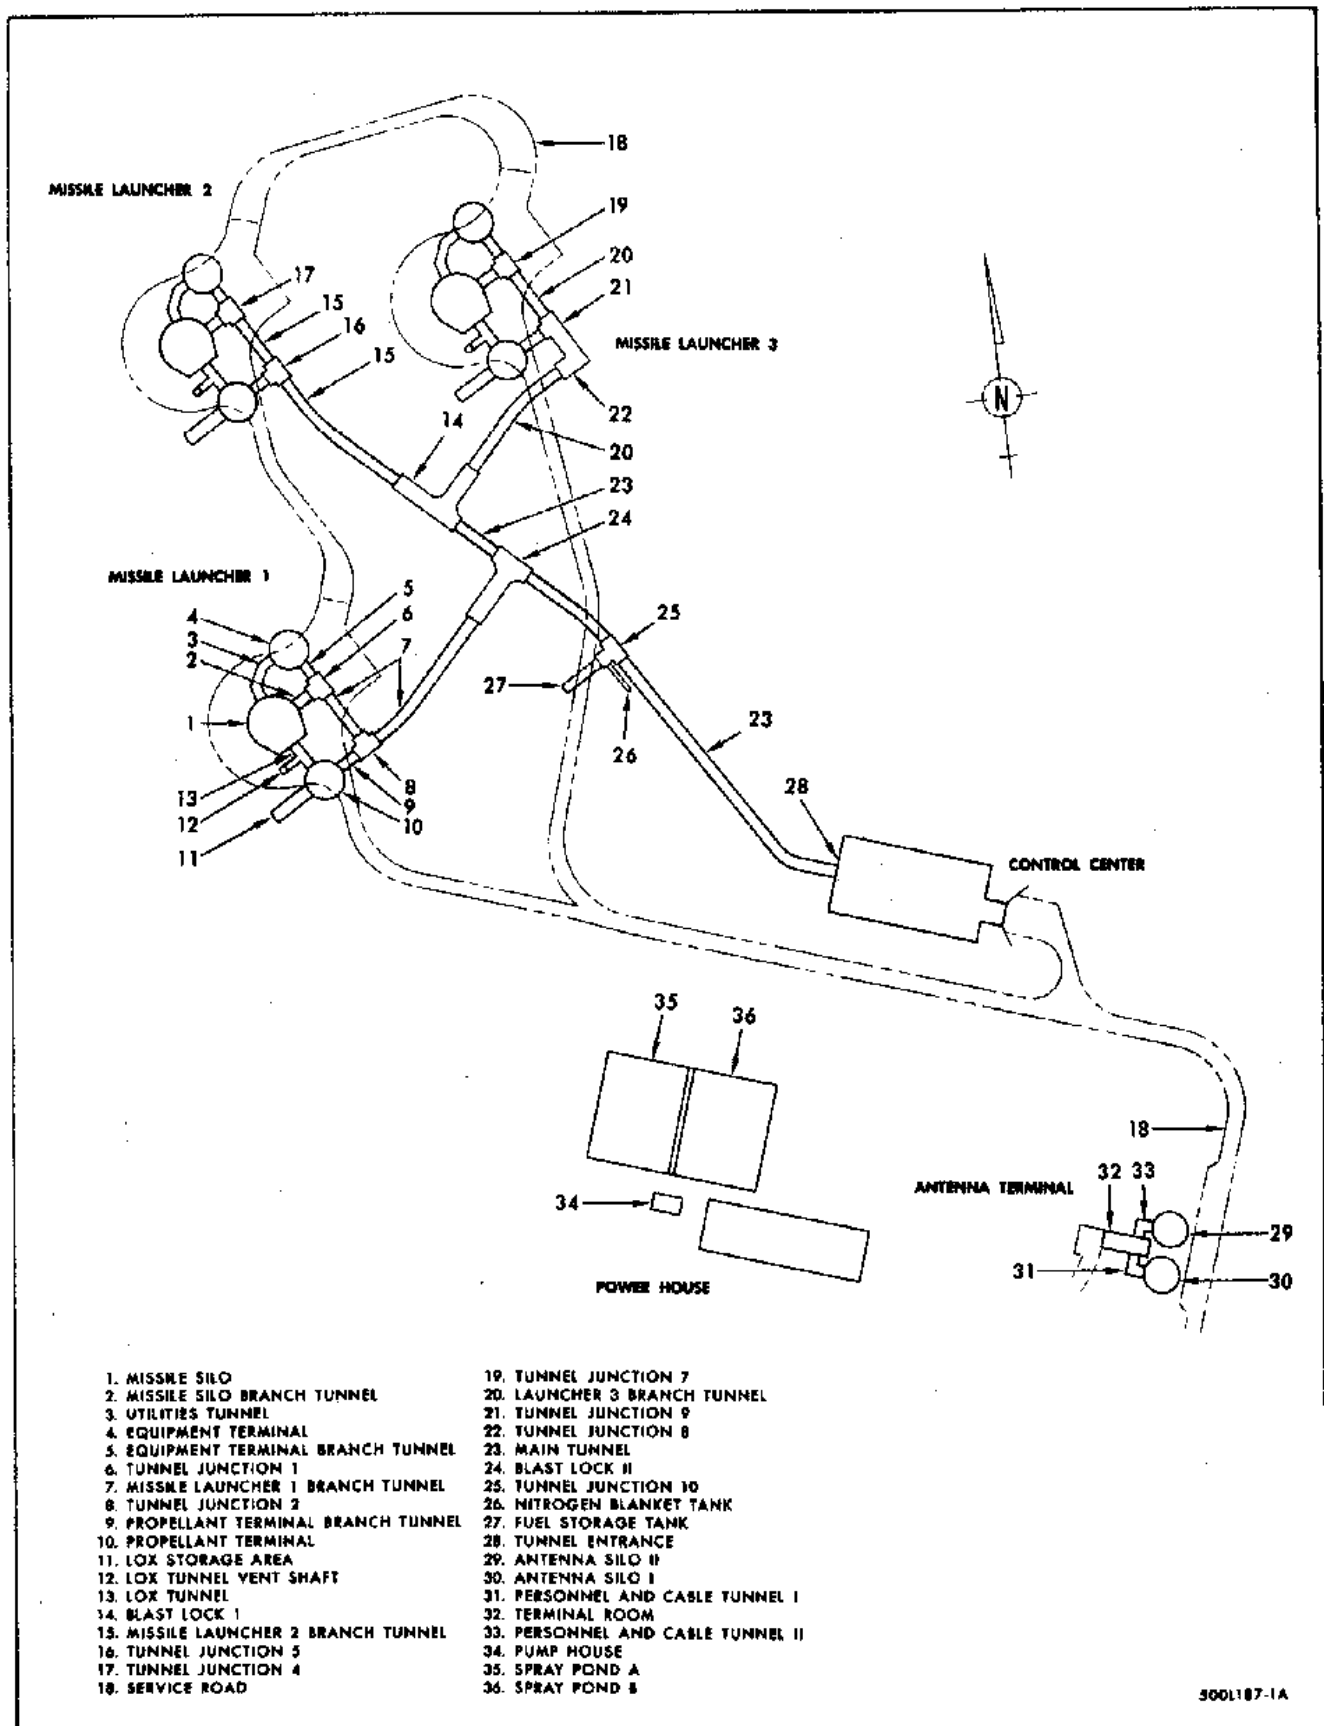 18
MISSILE LAUNCHER 2
19
20
17
21
15
16
MISSILE LAUNCHER 3
15
N
22
14
20
23
24
MISSILE LAUNCHER 1
5
4
6
25
3
7
2
27
1
23
26
8
28
13
9
12
10
11
CONTROL CENTER
35
36
18
32 33
ANTENNA TERMINAL
34
29
31
30
POWER HOUSE
1. MISSILE SILO
2. MISSILE SILO BRANCH TUNNEL
3. UTILITIES TUNNEL
4. EQUIPMENT TERMINAL
5. EQUIPMENT TERMINAL BRANCH TUNNEL
6. TUNNEL JUNCTION 1
7. MISSILE LAUNCHER 1 BRANCH TUNNEL
8. TUNNEL JUNCTION 2
9. PROPELLANT TERMINAL BRANCH TUNNEL
10. PROPELLANT TERMINAL
11. LOX STORAGE AREA
12. LOX TUNNEL VENT SHAFT
13. LOX TUNNEL
14. BLAST LOCK 1
15. MISSILE LAUNCHER 2 BRANCH TUNNEL
16. TUNNEL JUNCTION 5
17. TUNNEL JUNCTION 4
18. SERVICE ROAD
19. TUNNEL JUNCTION 7
20. LAUNCHER 3 BRANCH TUNNEL
21. TUNNEL JUNCTION 9
22. TUNNEL JUNCTION 8
23. MAIN TUNNEL
24. BLAST LOCK II
25. TUNNEL JUNCTION 10
26. NITROGEN BLANKET TANK
27. FUEL STORAGE TANK
28. TUNNEL ENTRANCE
29. ANTENNA SILO II
30. ANTENNA SILO I
31. PERSONNEL AND CABLE TUNNEL I
32. TERMINAL ROOM
33. PERSONNEL AND CABLE TUNNEL II
34. PUMP HOUSE
35. SPRAY POND A
36. SPRAY POND B
500L187-1A